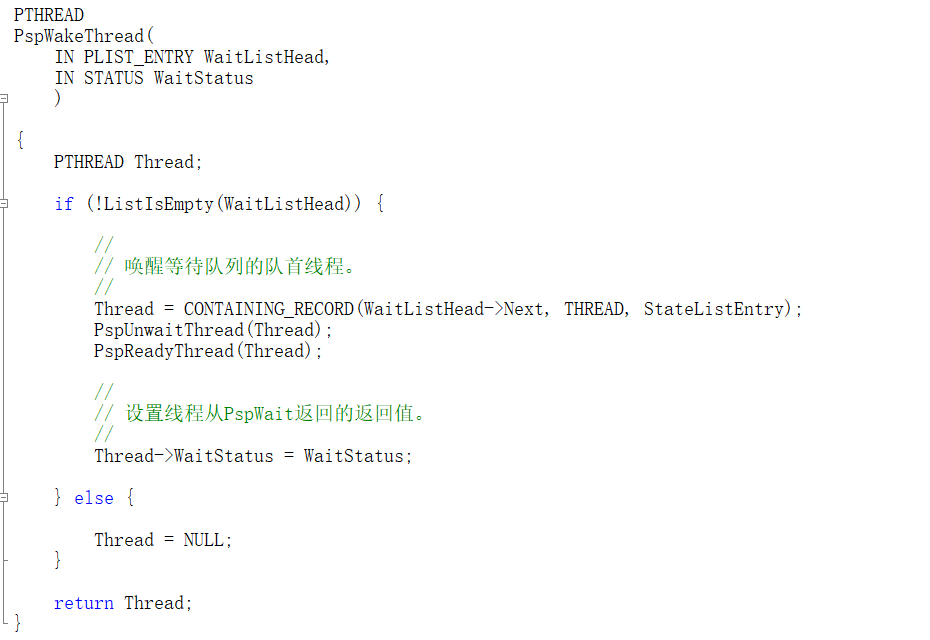 PTHREAD
PspWakeThread(
    IN PLIST_ENTRY WaitListHead,
    IN STATUS WaitStatus
    )
{
    PTHREAD Thread;
    if (!ListIsEmpty(WaitListHead)) {
        //
        // 唤醒等待队列的队首线程。
        //
        Thread = CONTAINING_RECORD(WaitListHead->Next, THREAD, StateListEntry);
        PspUnwaitThread(Thread);
        PspReadyThread(Thread);
        //
        // 设置线程从PspWait返回的返回值。
        //
        Thread->WaitStatus = WaitStatus;
    } else {
        Thread = NULL;
    }
    return Thread;
}